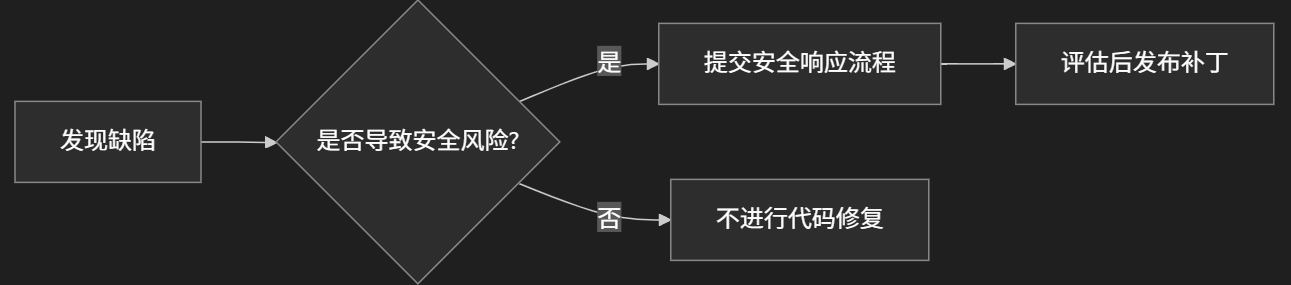 发现缺陷
是否导致安全风险?
是
提交安全响应流程
评估后发布补丁
否
不进行代码修复